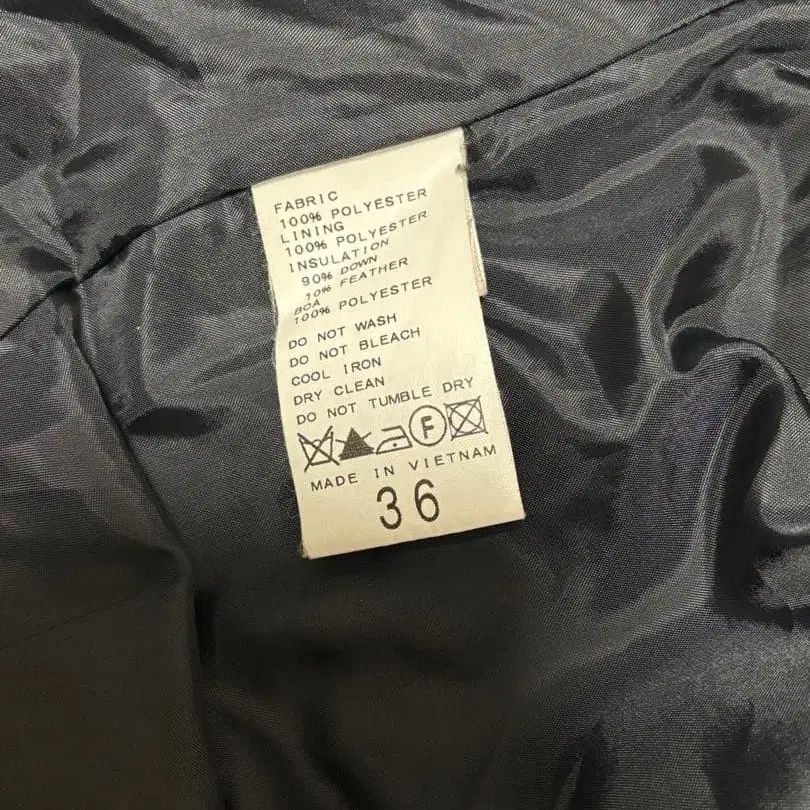 FABRIC
100% POLYESTER
LINING
100% POLYESTER
INSULATION
90% DOWN
10% FEATHER
BOA
100% POLYESTER
DO NOT WASH
DO NOT BLEACH
COOL IRON
DRY CLEAN
DO NOT TUMBLE DRY
F
MADE IN VIETNAM
36